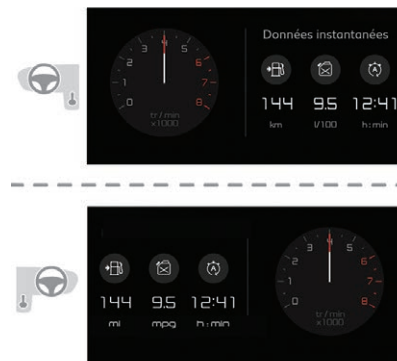 Données instantanées
0 1 2 3 4 5 6 7 8
tr/min
x1000
144 9.5 12:41
km l/100 h:min
144 9.5 12:41
mi mpg h:min
0 1 2 3 4 5 6 7 8
tr/min
x1000